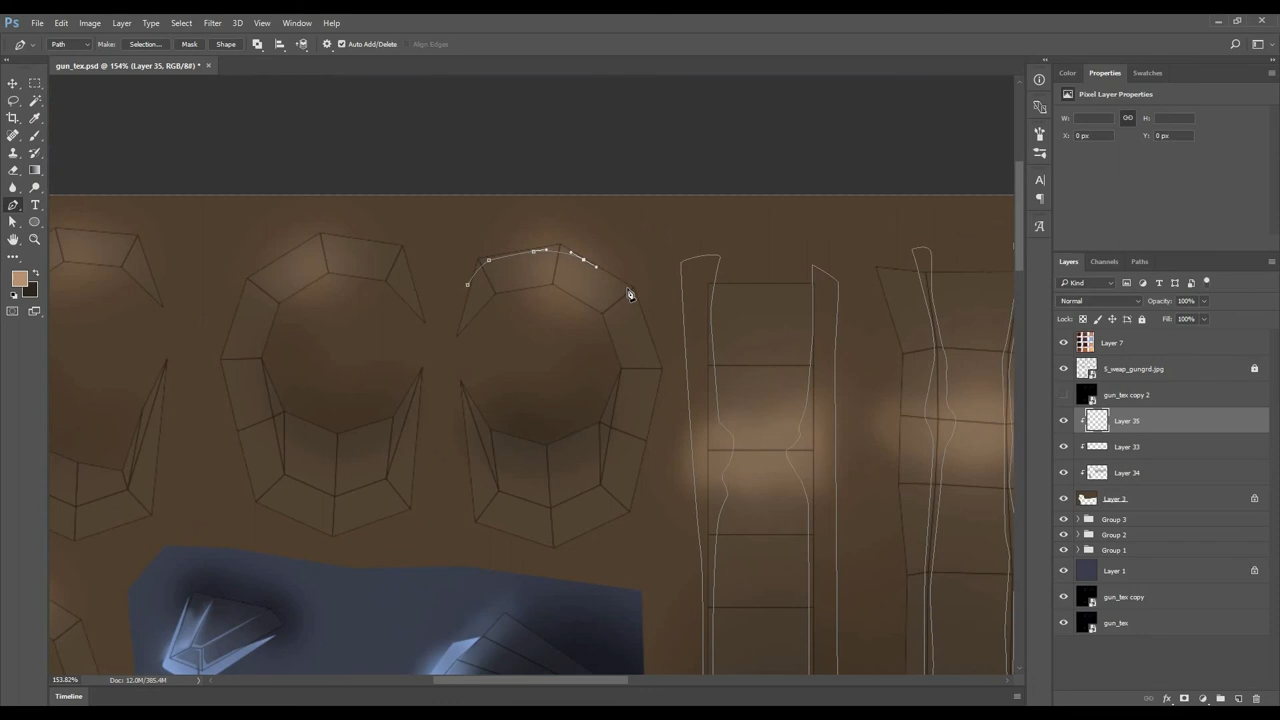 Ps File Edit Image Layer Type Select Filter 3D View Window Help
Path Make: Selection... Mask Shape Auto Add/Delete Align Edges
gun_tex.psd @ 154% (Layer 35, RGB/8#) * ×
Color Properties Swatches
Pixel Layer Properties
W: H:
X: 0 px Y: 0 px
Layers Channels Paths
Kind
Normal Opacity: 100%
Lock: Fill: 100%
Layer 7
S_weap_gungrd.jpg
gun_tex copy 2
Layer 35
Layer 33
Layer 34
Layer 3
Group 3
Group 2
Group 1
Layer 1
gun_tex copy
gun_tex
153.82% Doc: 12.0M/385.4M
Timeline